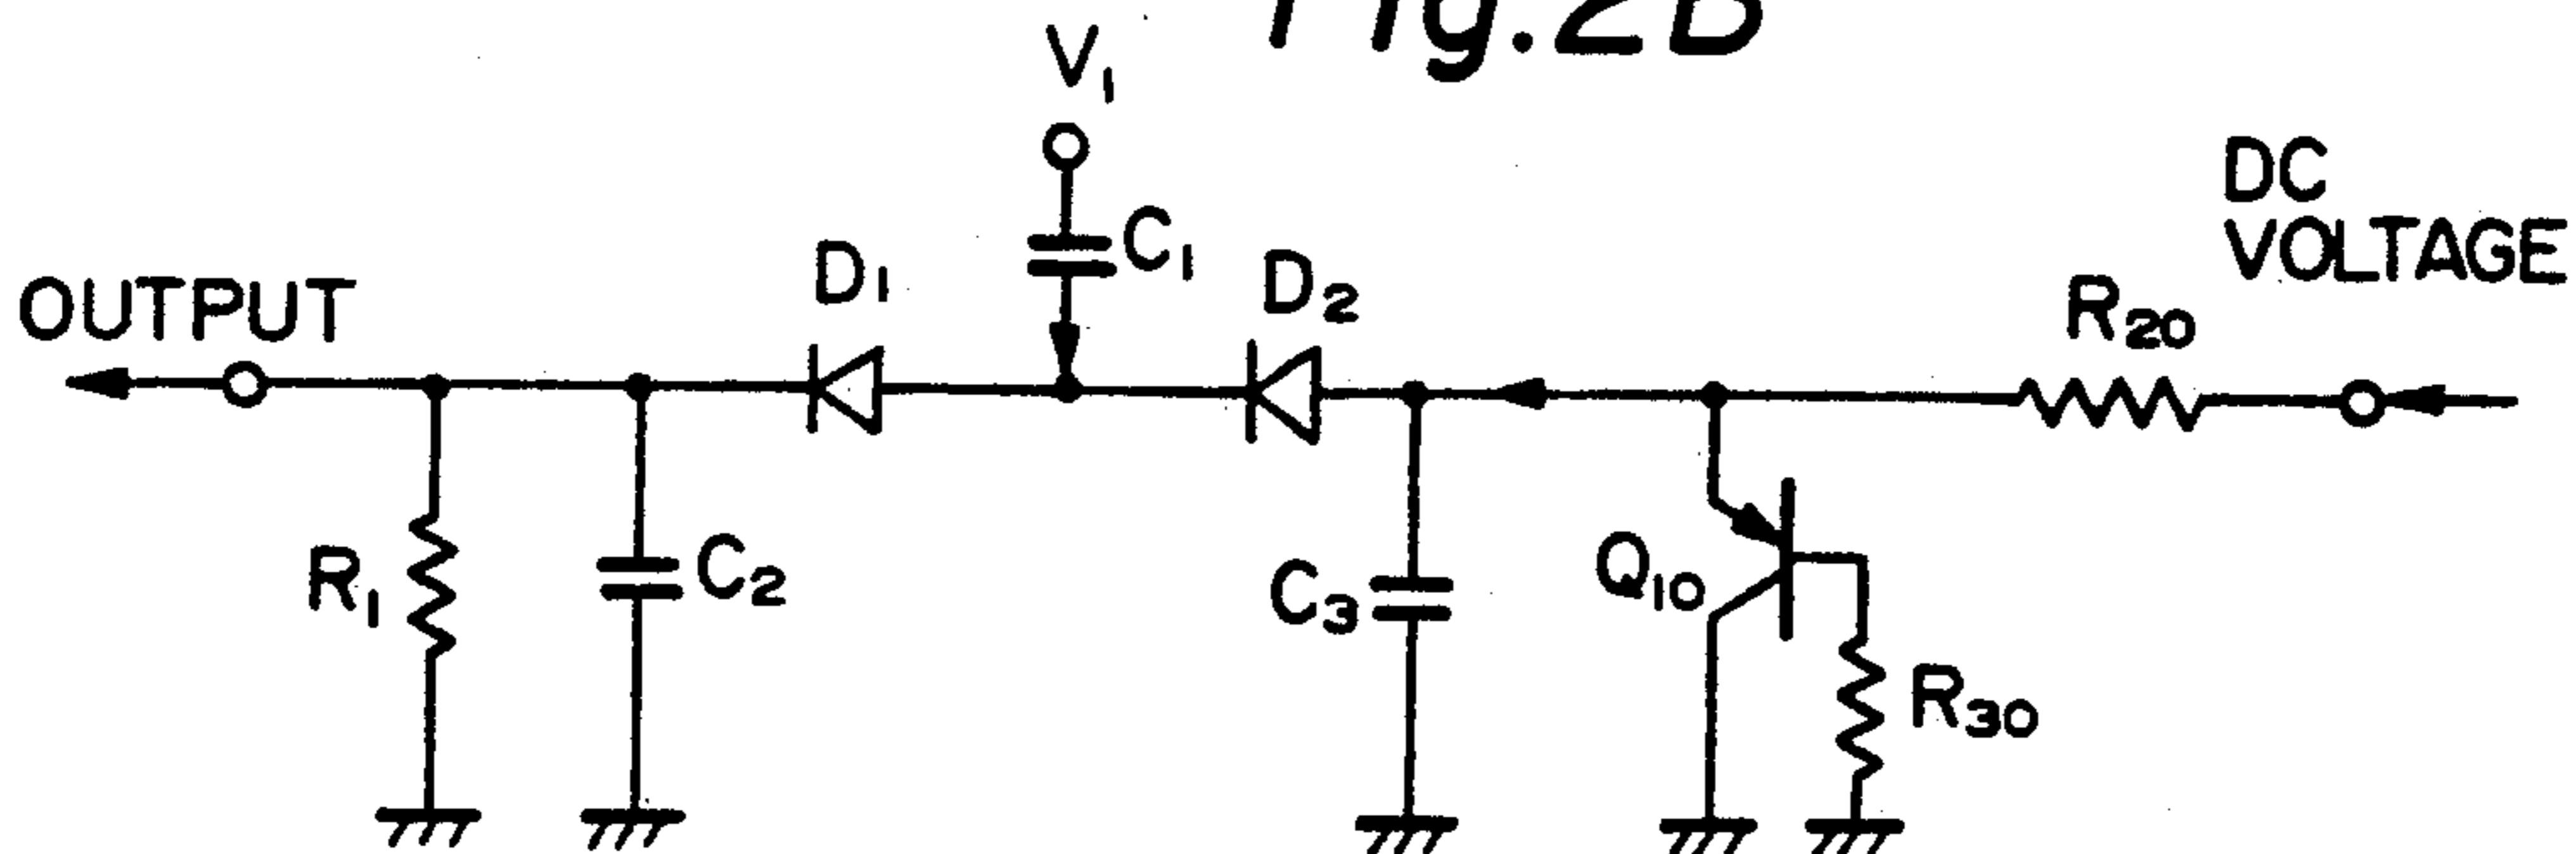 Fig. 2B
V1
C1
DC
VOLTAGE
D1
D2
R20
OUTPUT
R1
C2
C3
Q10
R30